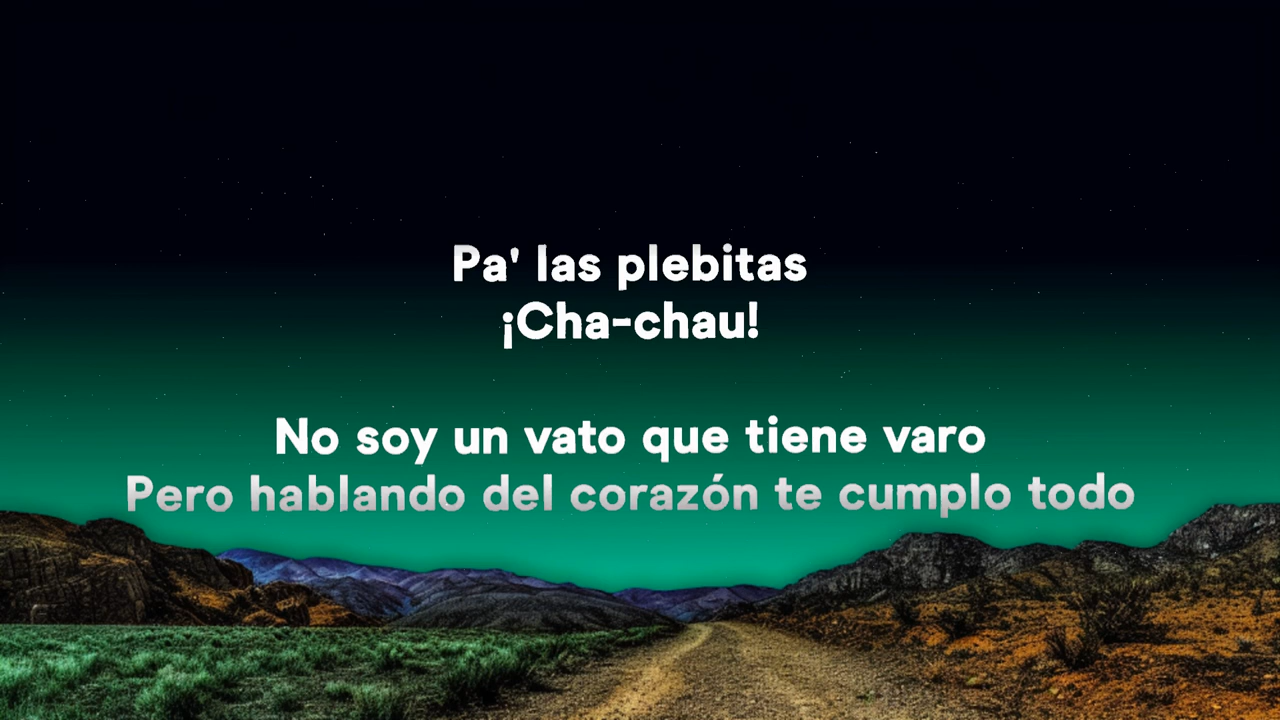 Pa' las plebitas
¡Cha-chau!
No soy un vato que tiene varo
Pero hablando del corazón te cumplo todo